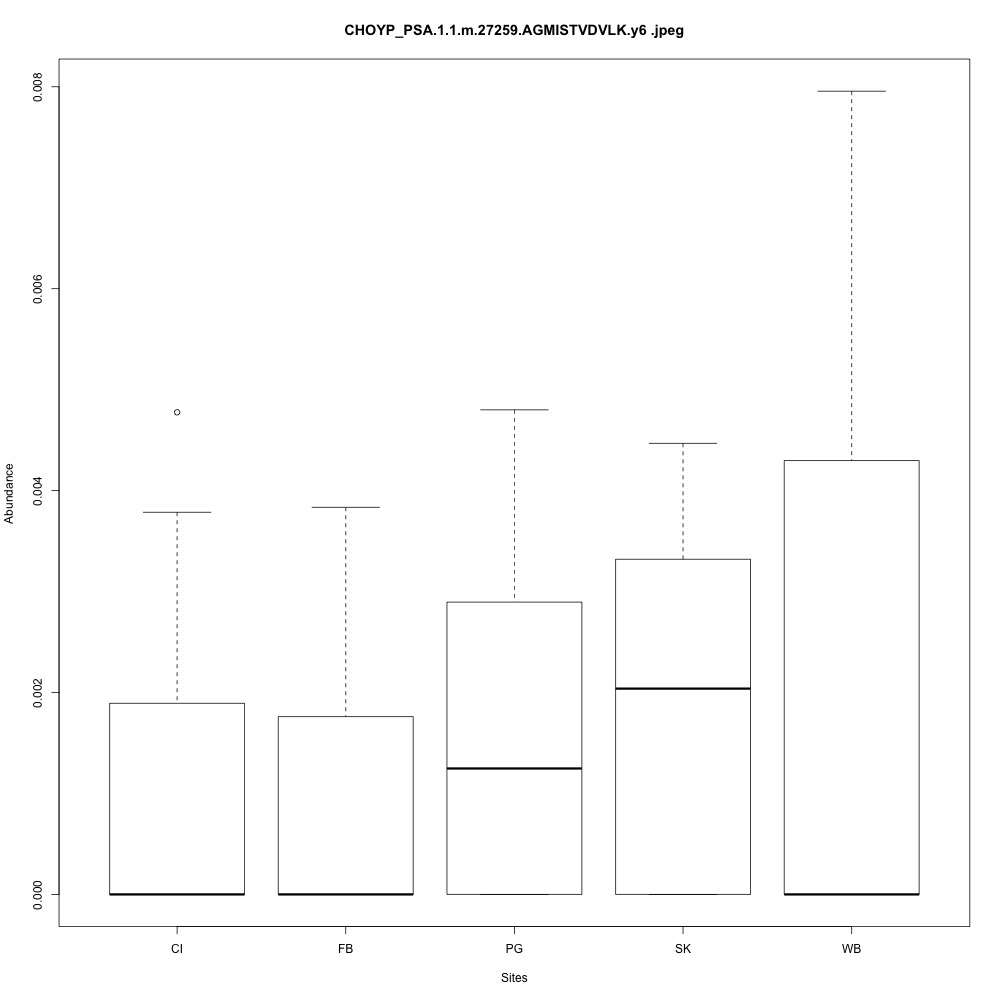 CHOYP_PSA.1.1.m.27259.AGMISTVDVLK.y6 .jpeg
0.008
0.006
0.004
0.002
0.000
Abundance
CI FB PG SK WB
Sites